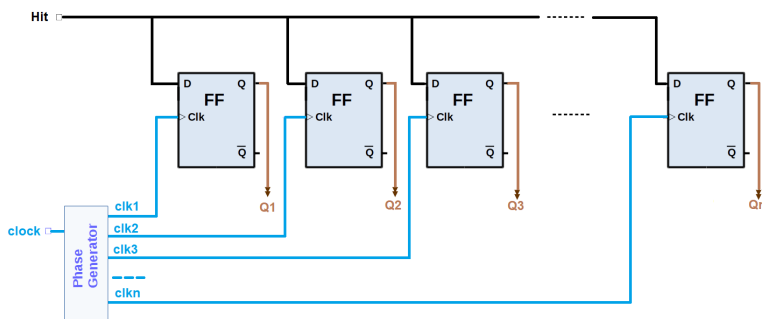 Hit
D Q
FF
Clk
Q
D Q
FF
Clk
Q
D Q
FF
Clk
Q
D Q
FF
Clk
Q
Q1
Q2
Q3
clock
Phase Generator
clk1
clk2
clk3
clkn